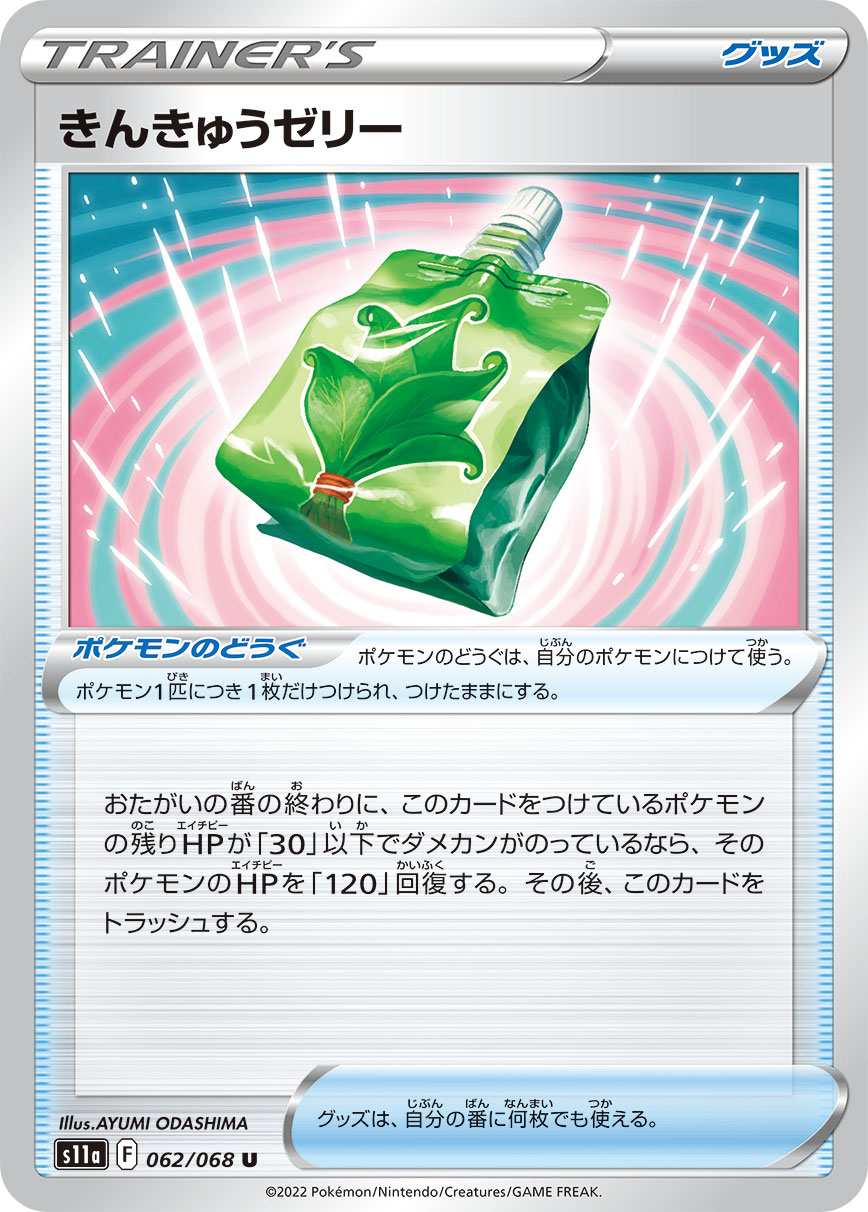 TRAINER'S グッズ
きんきゅうゼリー
ポケモンのどうぐ ポケモンのどうぐは、自分のポケモンにつけて使う。
ポケモン1匹につき1枚だけつけられ、つけたままにする。
おたがいの番の終わりに、このカードをつけているポケモン
の残りHPが「30」以下でダメカンがのっているなら、その
ポケモンのHPを「120」回復する。その後、このカードを
トラッシュする。
グッズは、自分の番に何枚でも使える。
Illus.AYUMI ODASHIMA
s11a F 062/068 U
©2022 Pokémon/Nintendo/Creatures/GAME FREAK.